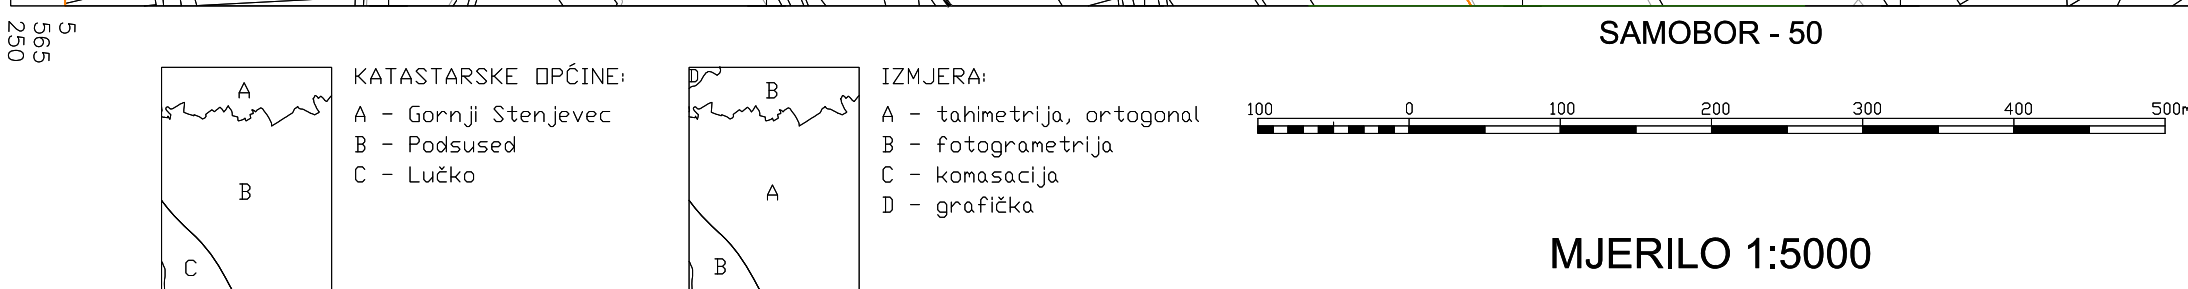 5
565
250
SAMOBOR - 50
A
B
C
KATASTARSKE OPĆINE:
A - Gornji Stenjevec
B - Podsused
C - Lučko
D
B
A
B
IZMJERA:
A - tahimetrija, ortogonal
B - fotogrametrija
C - komasacija
D - grafička
100 0 100 200 300 400 500m
MJERILO 1:5000